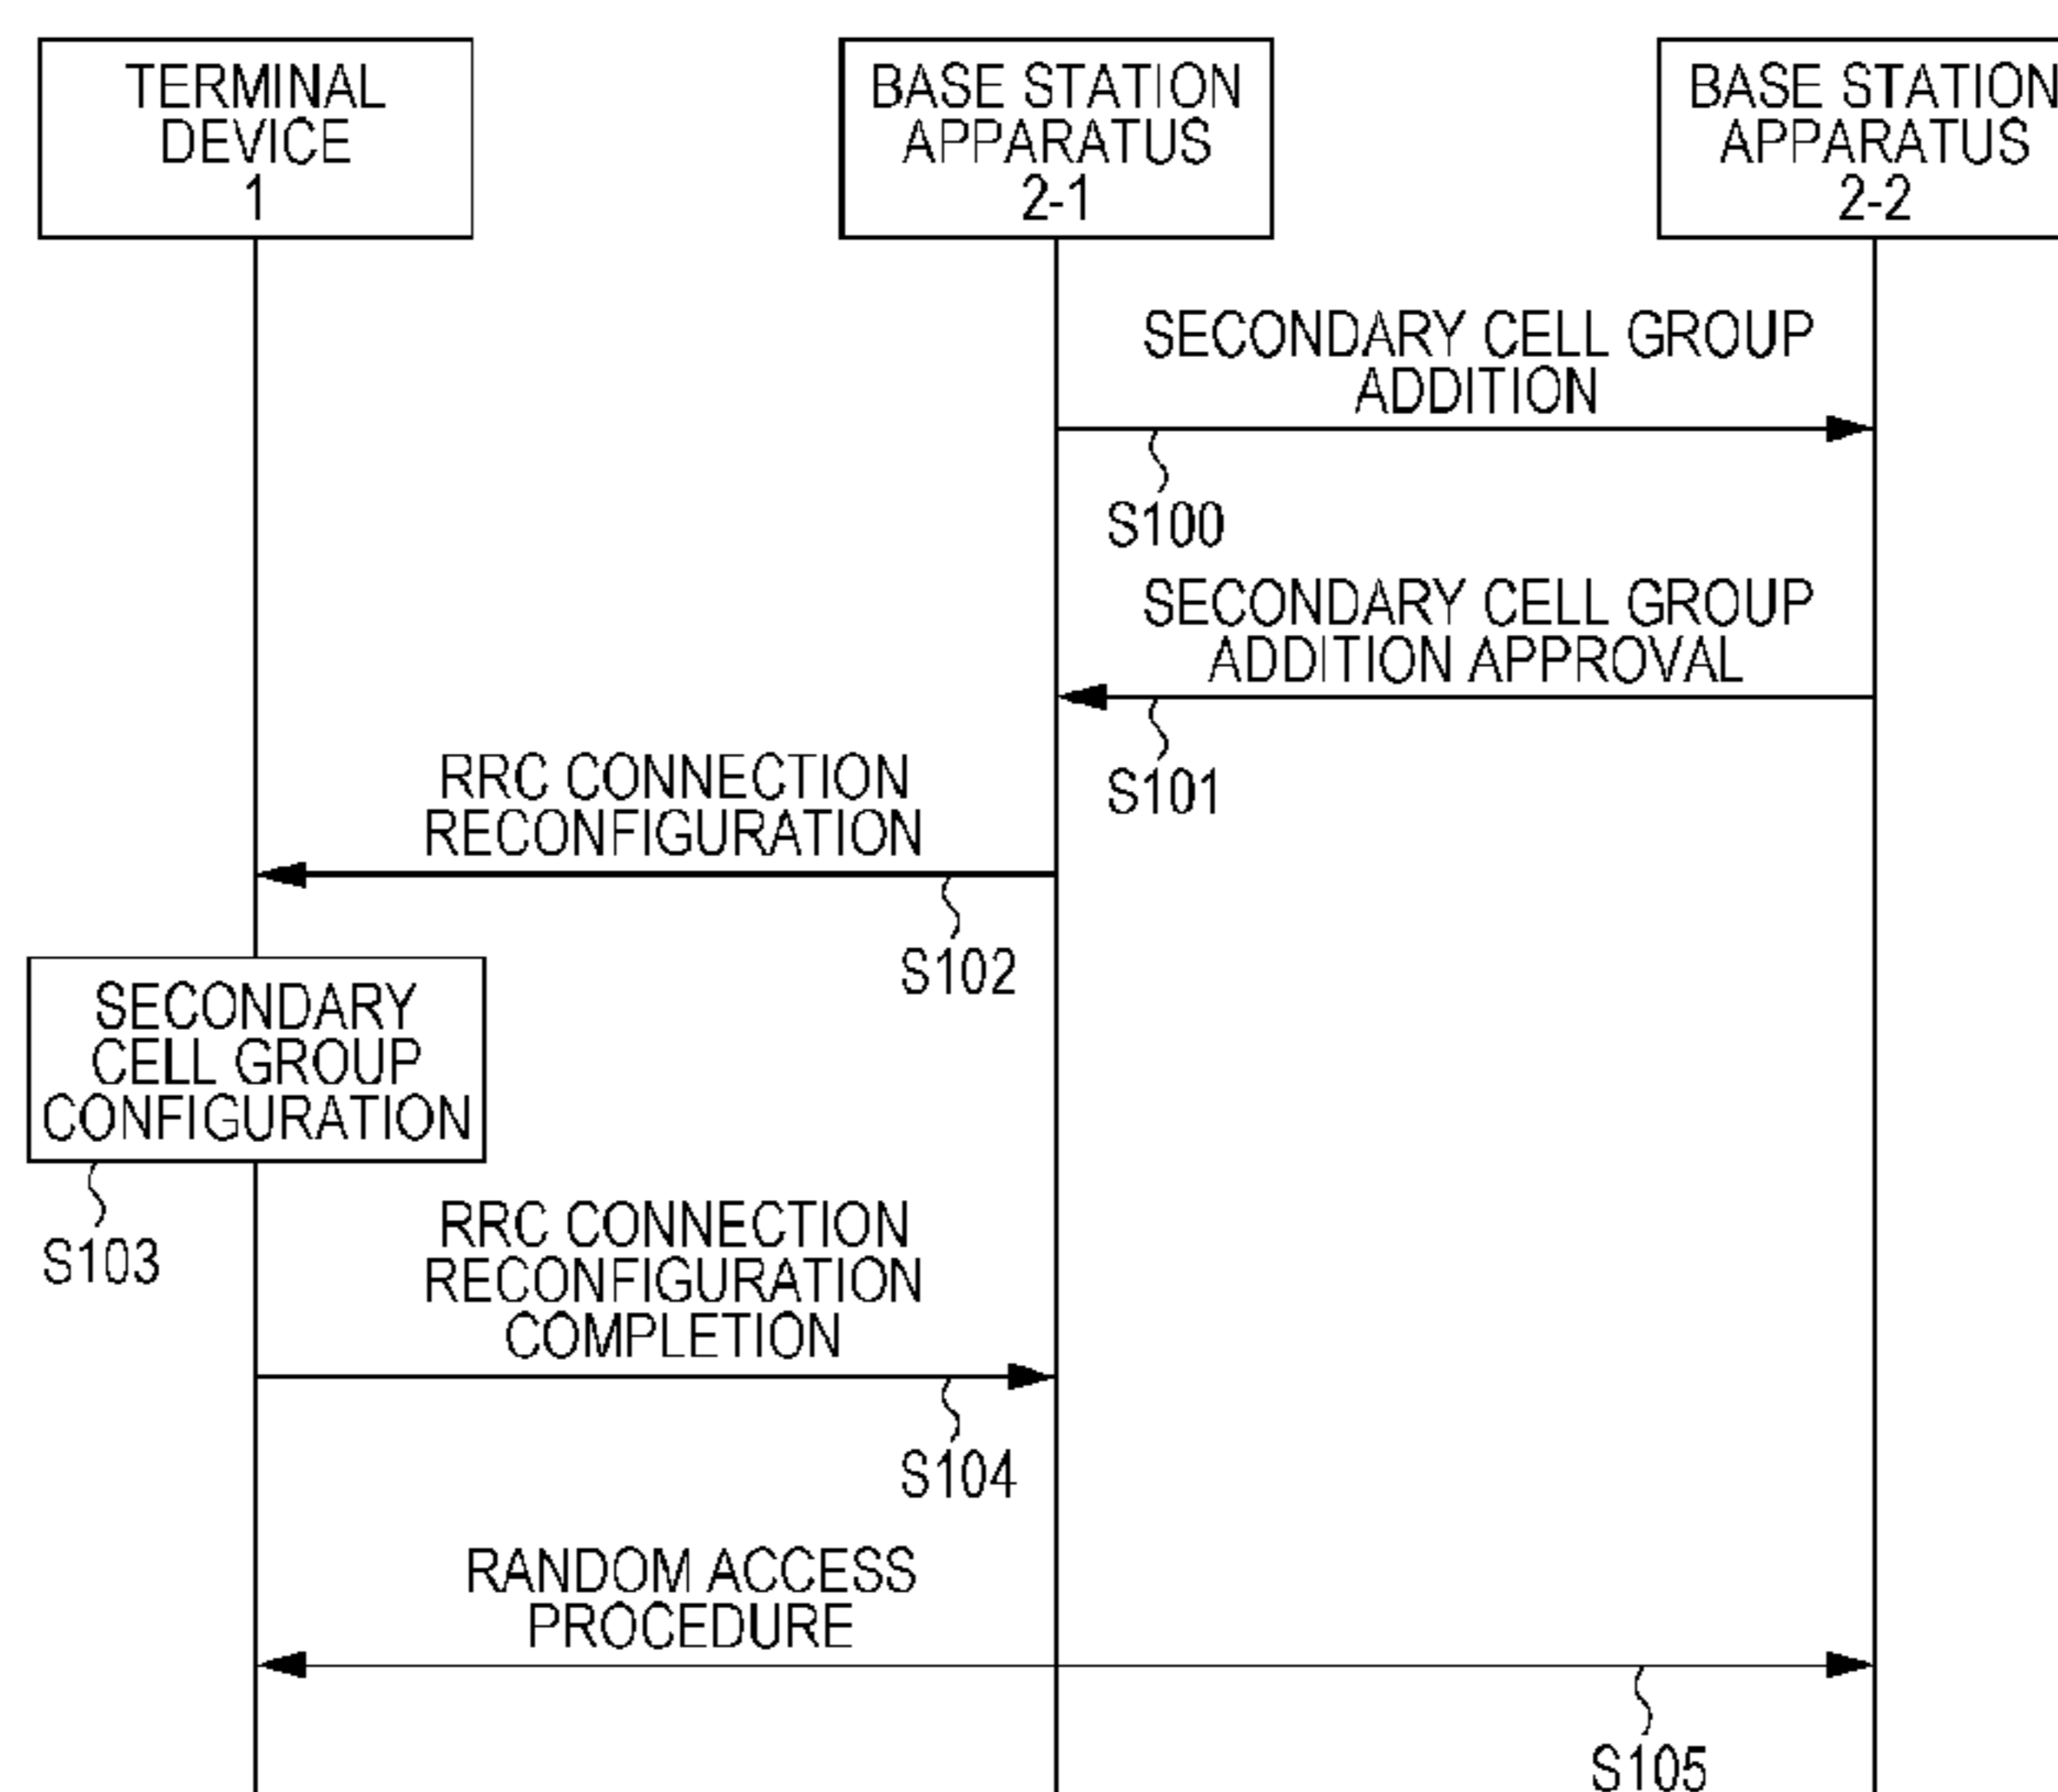 TERMINAL
DEVICE
1
BASE STATION
APPARATUS
2-1
BASE STATION
APPARATUS
2-2
SECONDARY CELL GROUP
ADDITION
S100
SECONDARY CELL GROUP
ADDITION APPROVAL
S101
RRC CONNECTION
RECONFIGURATION
S102
SECONDARY
CELL GROUP
CONFIGURATION
S103
RRC CONNECTION
RECONFIGURATION
COMPLETION
S104
RANDOM ACCESS
PROCEDURE
S105